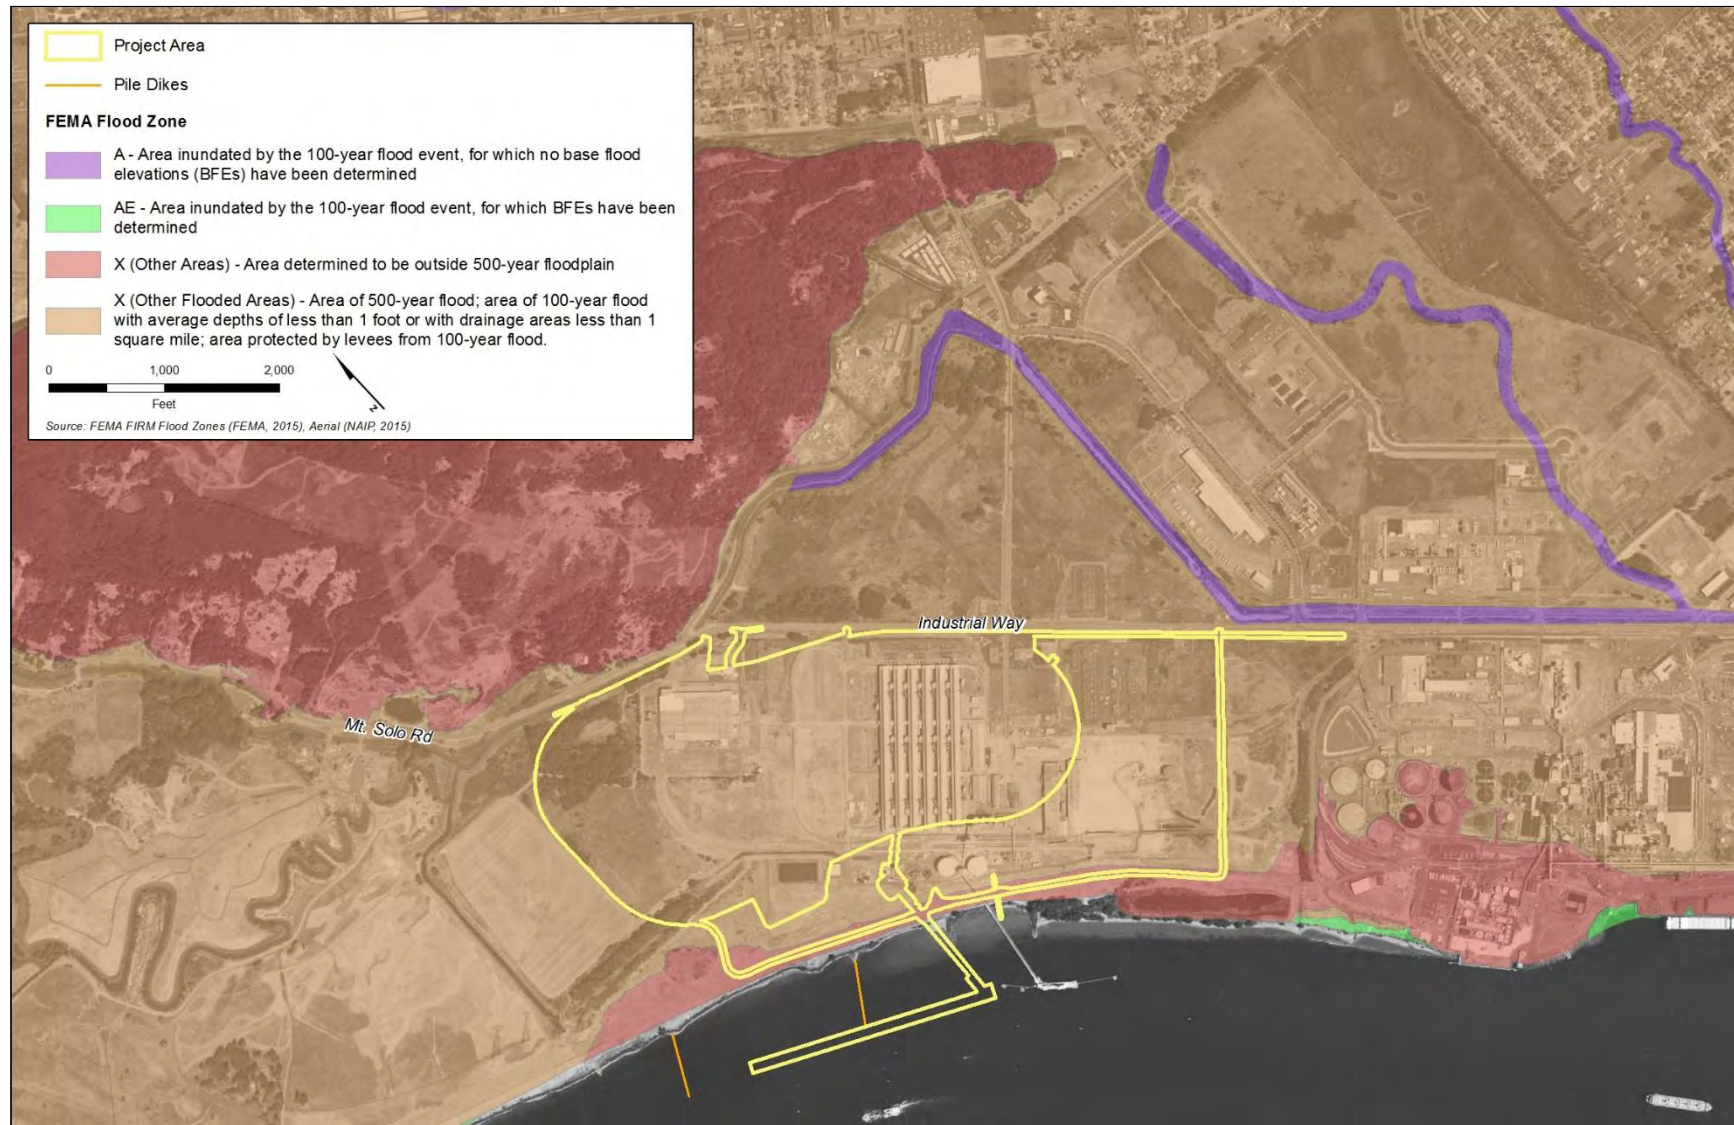 Project Area
Pile Dikes
FEMA Flood Zone
A - Area inundated by the 100-year flood event, for which no base flood
elevations (BFEs) have been determined
AE - Area inundated by the 100-year flood event, for which BFEs have been
determined
X (Other Areas) - Area determined to be outside 500-year floodplain
X (Other Flooded Areas) - Area of 500-year flood; area of 100-year flood
with average depths of less than 1 foot or with drainage areas less than 1
square mile; area protected by levees from 100-year flood.
0 1,000 2,000
Feet
z
Source: FEMA FIRM Flood Zones (FEMA, 2015), Aerial (NAIP, 2015)
Industrial Way
Mt. Solo Rd